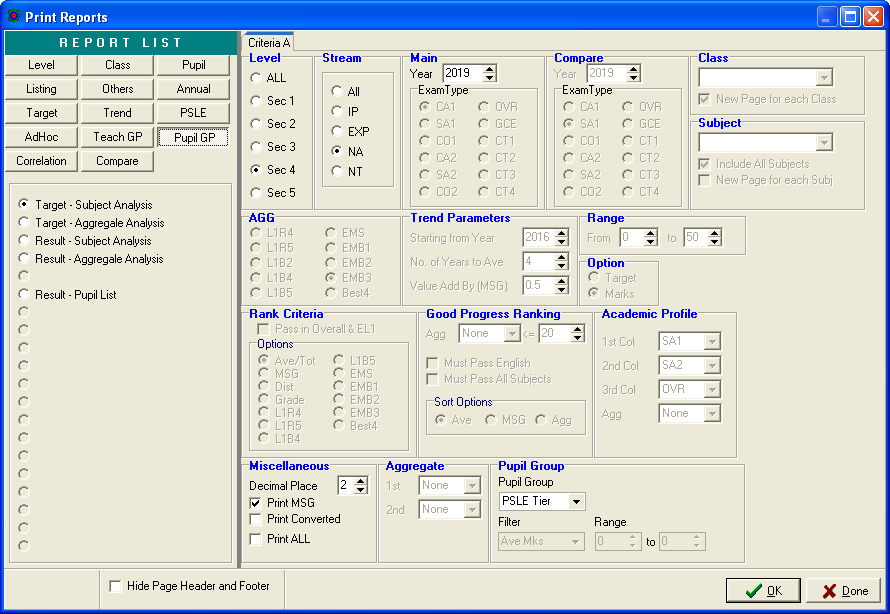 Print Reports
REPORT LIST
Level Class Pupil
Listing Others Annual
Target Trend PSLE
AdHoc Teach GP Pupil GP
Correlation Compare
Target - Subject Analysis
Target - Aggregale Analysis
Result - Subject Analysis
Result - Aggregale Analysis
Result - Pupil List
Criteria A
Level
ALL
Sec 1
Sec 2
Sec 3
Sec 4
Sec 5
Stream
All
IP
EXP
NA
NT
Main
Year 2019
ExamType
CA1 OVR
SA1 GCE
CO1 CT1
CA2 CT2
SA2 CT3
CO2 CT4
Compare
Year 2019
ExamType
CA1 OVR
SA1 GCE
CO1 CT1
CA2 CT2
SA2 CT3
CO2 CT4
Class
New Page for each Class
Subject
Include All Subjects
New Page for each Subj
AGG
L1R4 EMS
L1R5 EMB1
L1B2 EMB2
L1B4 EMB3
L1B5 Best4
Trend Parameters
Starting from Year 2016
No. of Years to Ave 4
Value Add By (MSG) 0.5
Range
From 0 to 50
Option
Target
Marks
Rank Criteria
Pass in Overall & EL1
Options
Ave/Tot L1B5
MSG EMS
Dist EMB1
Grade EMB2
L1R4 EMB3
L1R5 Best4
L1B4
Good Progress Ranking
Agg None <= 20
Must Pass English
Must Pass All Subjects
Sort Options
Ave MSG Agg
Academic Profile
1st Col SA1
2nd Col SA2
3rd Col OVR
Agg None
Miscellaneous
Decimal Place 2
Print MSG
Print Converted
Print ALL
Aggregate
1st None
2nd None
Pupil Group
Pupil Group
PSLE Tier
Filter Range
Ave Mks 0 to 0
Hide Page Header and Footer
OK Done